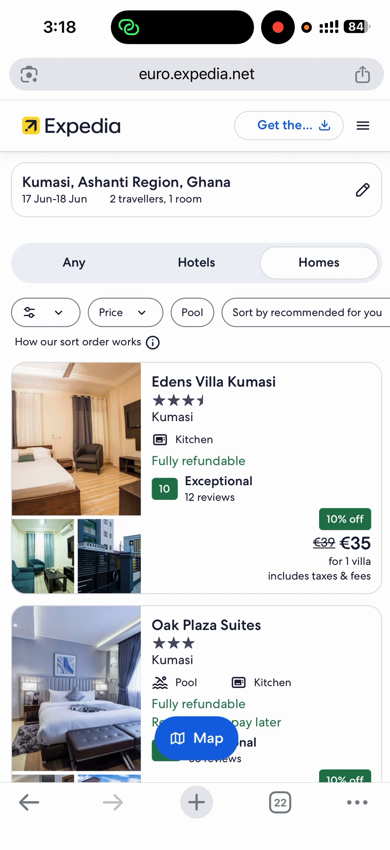 3:18
84
euro.expedia.net
Expedia
Get the...
Kumasi, Ashanti Region, Ghana
17 Jun-18 Jun 2 travellers, 1 room
Any Hotels Homes
Price Pool Sort by recommended for you
How our sort order works
Edens Villa Kumasi
Kumasi
Kitchen
Fully refundable
10 Exceptional
12 reviews
10% off
€39 €35
for 1 villa
includes taxes & fees
Oak Plaza Suites
Kumasi
Pool Kitchen
Fully refundable
pay later
Map
reviews
10% off
22